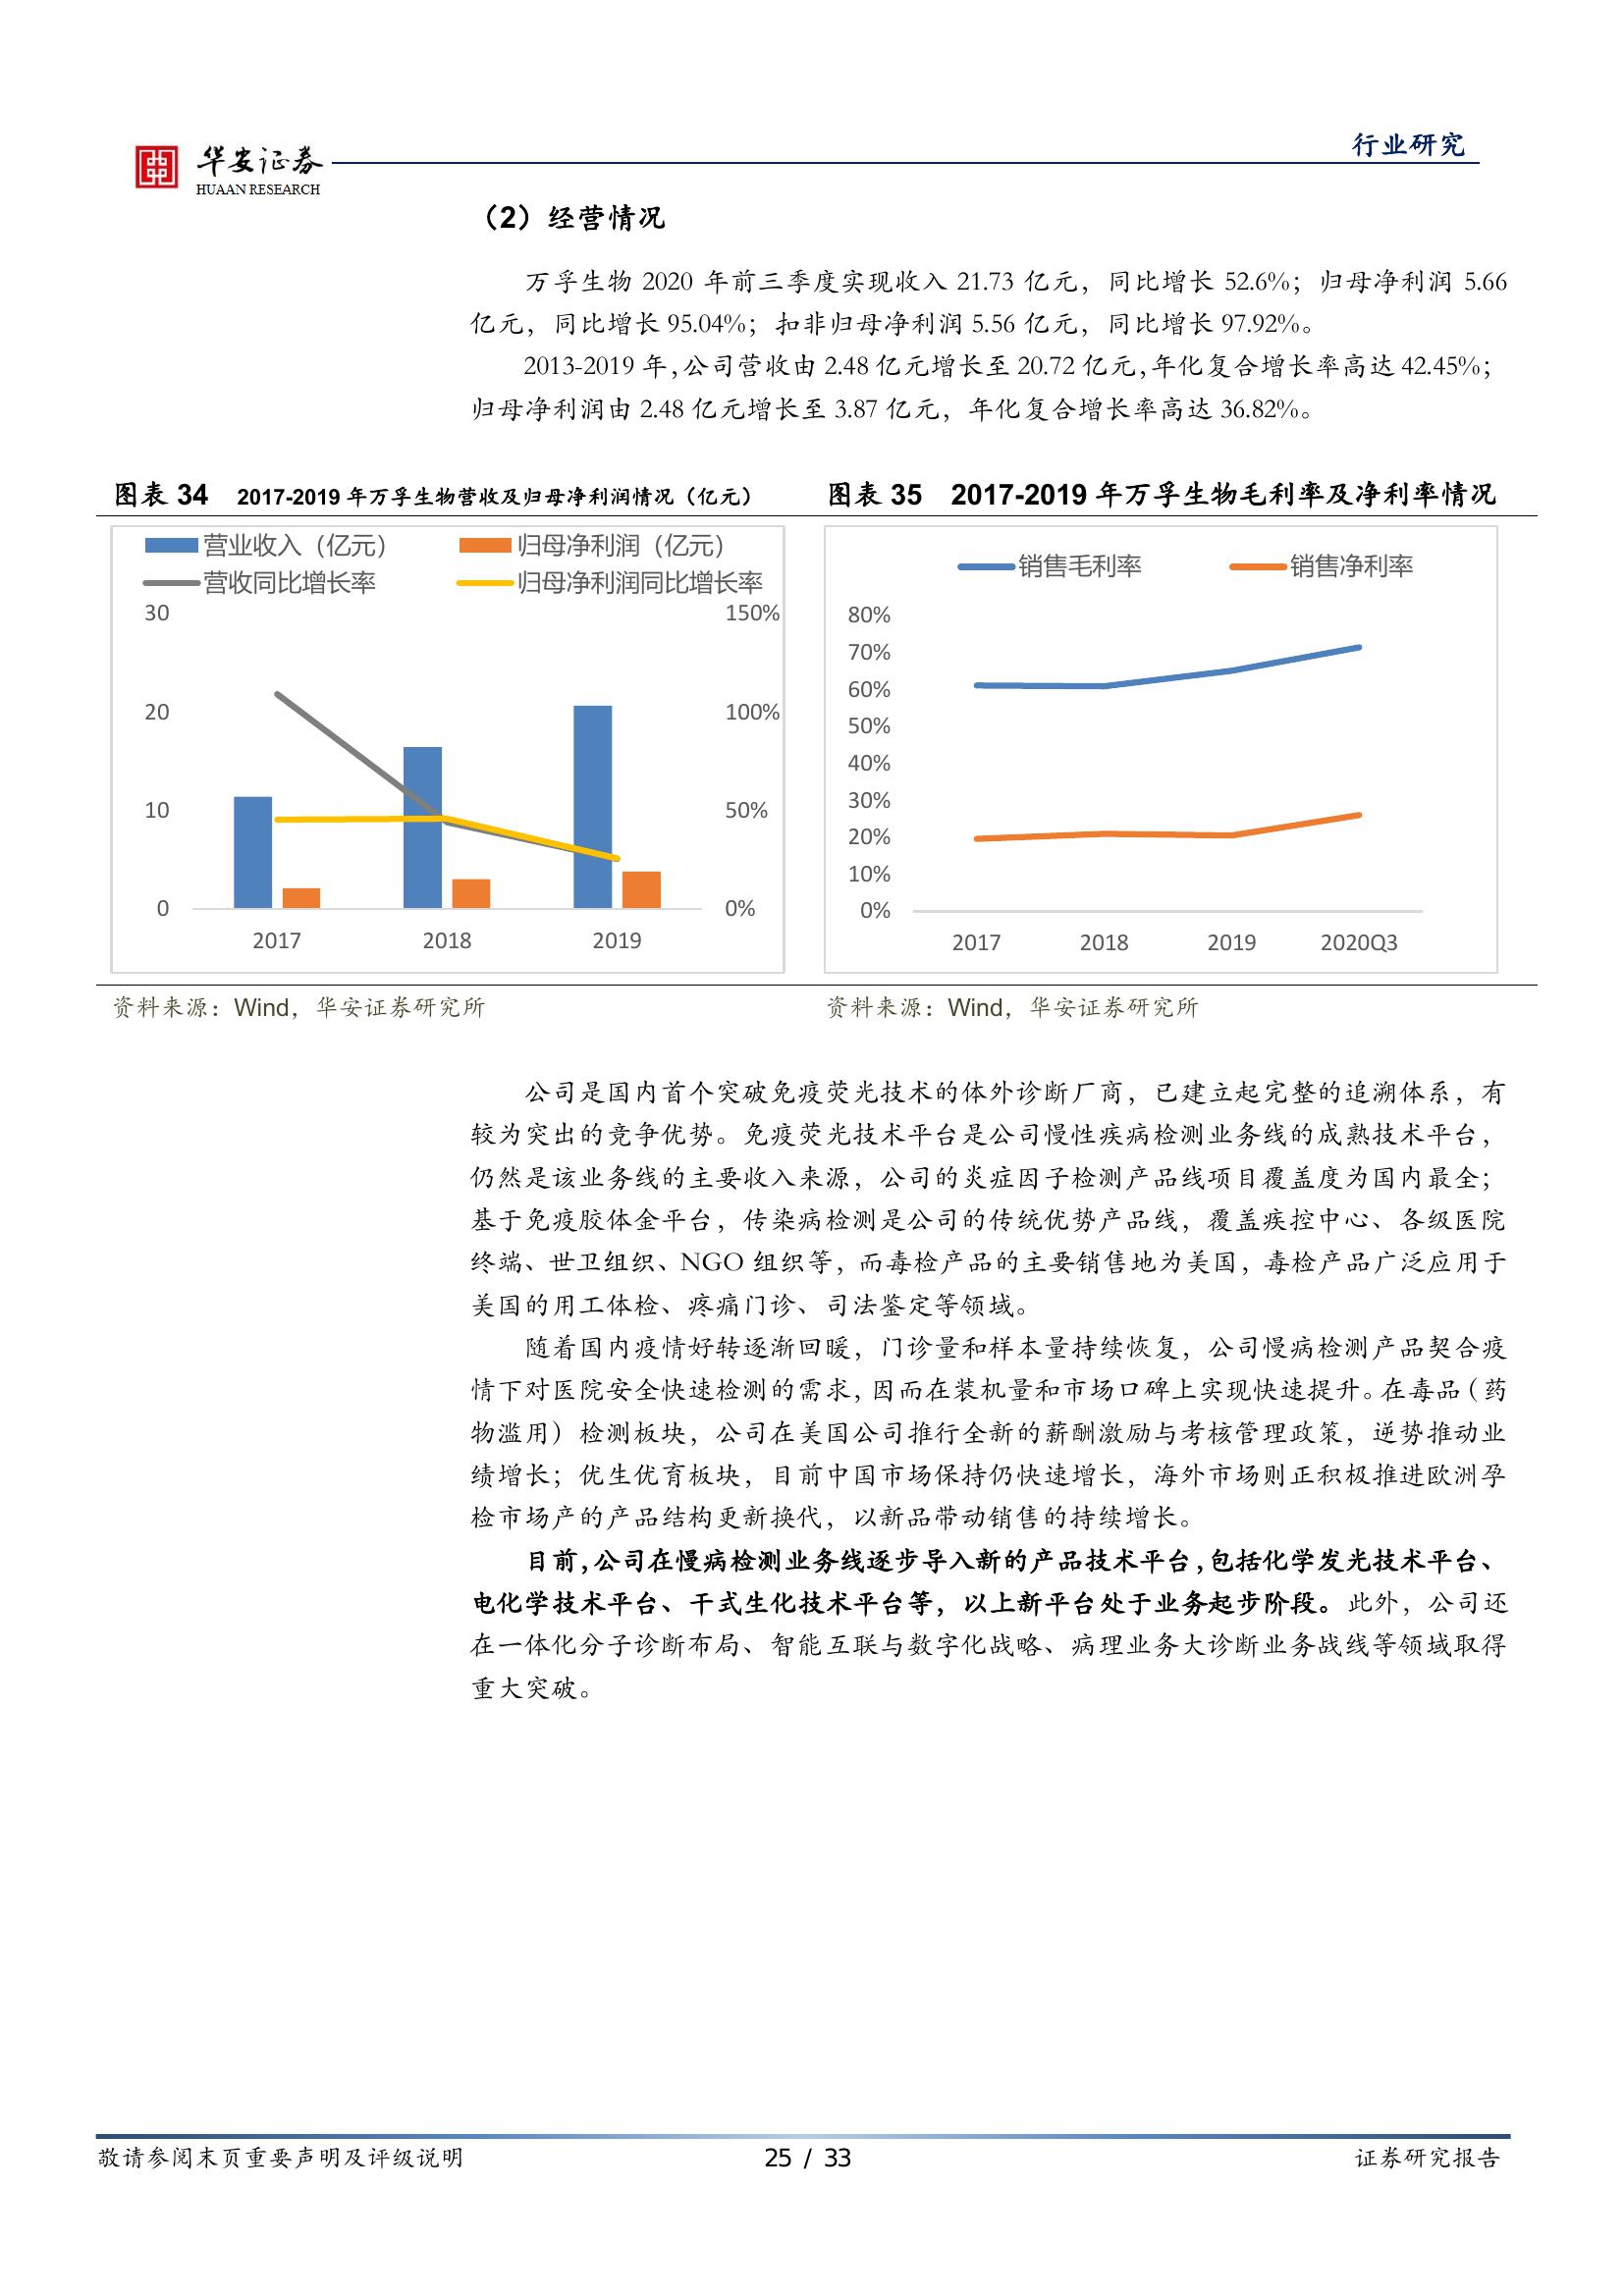 华安证券
HUAAN RESEARCH
行业研究
（2）经营情况
万孚生物 2020 年前三季度实现收入 21.73 亿元，同比增长 52.6%；归母净利润 5.66
亿元，同比增长 95.04%；扣非归母净利润 5.56 亿元，同比增长 97.92%。
2013-2019 年，公司营收由 2.48 亿元增长至 20.72 亿元，年化复合增长率高达 42.45%；
归母净利润由 2.48 亿元增长至 3.87 亿元，年化复合增长率高达 36.82%。
图表 34 2017-2019 年万孚生物营收及归母净利润情况（亿元）
营业收入（亿元） 归母净利润（亿元）
营收同比增长率 归母净利润同比增长率
30 150%
20 100%
10 50%
0 0%
2017 2018 2019
资料来源：Wind，华安证券研究所
图表 35 2017-2019 年万孚生物毛利率及净利率情况
销售毛利率 销售净利率
80%
70%
60%
50%
40%
30%
20%
10%
0%
2017 2018 2019 2020Q3
资料来源：Wind，华安证券研究所
公司是国内首个突破免疫荧光技术的体外诊断厂商，已建立起完整的追溯体系，有
较为突出的竞争优势。免疫荧光技术平台是公司慢性疾病检测业务线的成熟技术平台，
仍然是该业务线的主要收入来源，公司的炎症因子检测产品线项目覆盖度为国内最全；
基于免疫胶体金平台，传染病检测是公司的传统优势产品线，覆盖疾控中心、各级医院
终端、世卫组织、NGO 组织等，而毒检产品的主要销售地为美国，毒检产品广泛应用于
美国的用工体检、疼痛门诊、司法鉴定等领域。
随着国内疫情好转逐渐回暖，门诊量和样本量持续恢复，公司慢病检测产品契合疫
情下对医院安全快速检测的需求，因而在装机量和市场口碑上实现快速提升。在毒品（药
物滥用）检测板块，公司在美国公司推行全新的薪酬激励与考核管理政策，逆势推动业
绩增长；优生优育板块，目前中国市场保持仍快速增长，海外市场则正积极推进欧洲孕
检市场产的产品结构更新换代，以新品带动销售的持续增长。
目前，公司在慢病检测业务线逐步导入新的产品技术平台，包括化学发光技术平台、
电化学技术平台、干式生化技术平台等，以上新平台处于业务起步阶段。此外，公司还
在一体化分子诊断布局、智能互联与数字化战略、病理业务大诊断业务战线等领域取得
重大突破。
敬请参阅末页重要声明及评级说明 25 / 33 证券研究报告